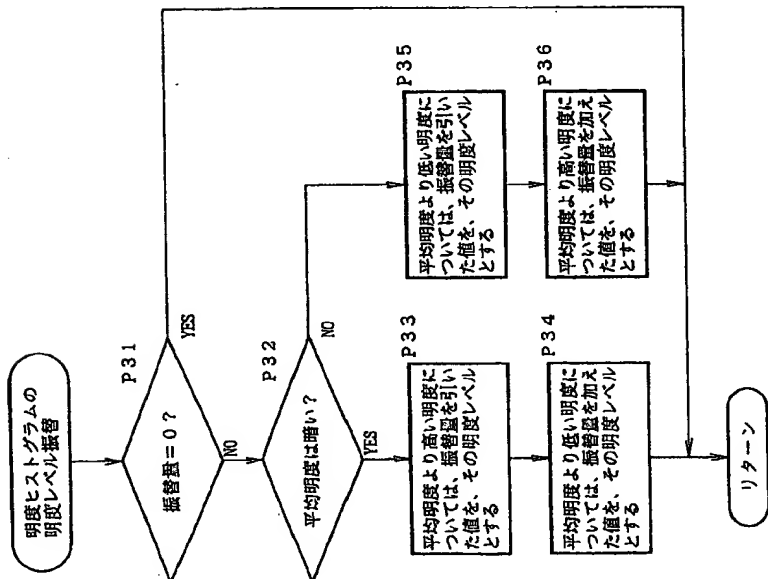 明度ヒストグラムの
明度レベル振替
P31
振替量=0?
YES
NO
P32
平均明度は暗い?
NO
YES
P33
平均明度より高い明度に
ついては、振替量を引い
た値を、その明度レベル
とする
P34
平均明度より低い明度に
ついては、振替量を加え
た値を、その明度レベル
とする
P35
平均明度より低い明度に
ついては、振替量を引い
た値を、その明度レベル
とする
P36
平均明度より高い明度に
ついては、振替量を加え
た値を、その明度レベル
とする
リターン